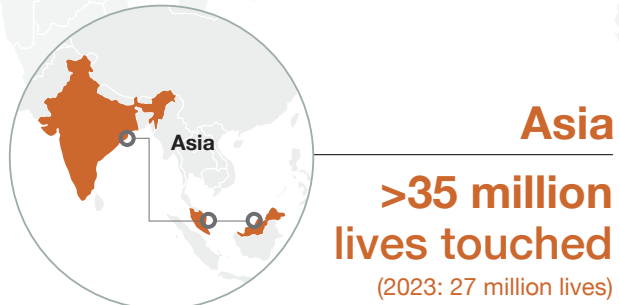 Asia
Asia
>35 million
lives touched
(2023: 27 million lives)